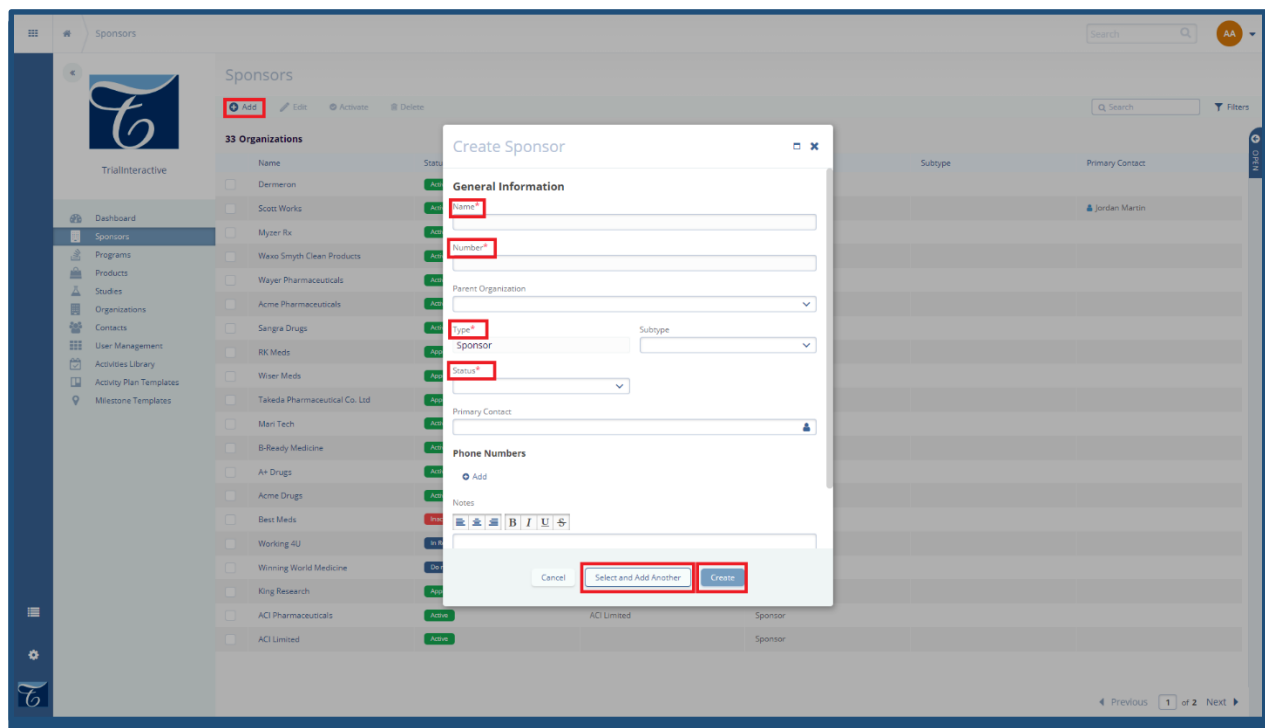 Sponsors
Search
AA
Sponsors
Add Edit Activate Delete
Search
Filters
OPEN
TrialInteractive
Dashboard
Sponsors
Programs
Products
Studies
Organizations
Contacts
User Management
Activities Library
Activity Plan Templates
Milestone Templates
33 Organizations
Name Statu Subtype Primary Contact
Dermeron
Scott Works Jordan Martin
Myzer Rx
Waxo Smyth Clean Products
Wayer Pharmaceuticals
Acme Pharmaceuticals
Sangra Drugs
RK Meds
Wiser Meds
Takeda Pharmaceutical Co. Ltd
Mari Tech
B-Ready Medicine
A+ Drugs
Acme Drugs
Best Meds
Working 4U
Winning World Medicine
King Research
ACI Pharmaceuticals Active ACI Limited Sponsor
ACI Limited Active Sponsor
Create Sponsor
General Information
Name*
Number*
Parent Organization
Type* Subtype
Sponsor
Status*
Primary Contact
Phone Numbers
Add
Notes
B I U S
Cancel Select and Add Another Create
Previous 1 of 2 Next